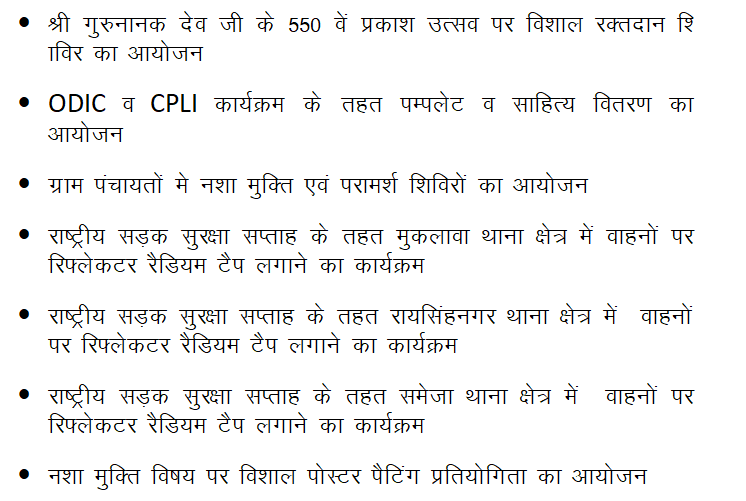 • श्री गुरुनानक देव जी के 550 वें प्रकाश उत्सव पर विशाल रक्तदान शि
ाविर का आयोजन
• ODIC व CPLI कार्यक्रम के तहत पम्पलेट व साहित्य वितरण का
आयोजन
• ग्राम पंचायतों मे नशा मुक्ति एवं परामर्श शिविरों का आयोजन
• राष्ट्रीय सड़क सुरक्षा सप्ताह के तहत मुकलावा थाना क्षेत्र में वाहनों पर
रिफ्लेकटर रैडियम टैप लगाने का कार्यक्रम
• राष्ट्रीय सड़क सुरक्षा सप्ताह के तहत रायसिंहनगर थाना क्षेत्र में वाहनों
पर रिफ्लेकटर रैडियम टैप लगाने का कार्यक्रम
• राष्ट्रीय सड़क सुरक्षा सप्ताह के तहत समेजा थाना क्षेत्र में वाहनों पर
रिफ्लेकटर रैडियम टैप लगाने का कार्यक्रम
• नशा मुक्ति विषय पर विशाल पोस्टर पैटिंग प्रतियोगिता का आयोजन